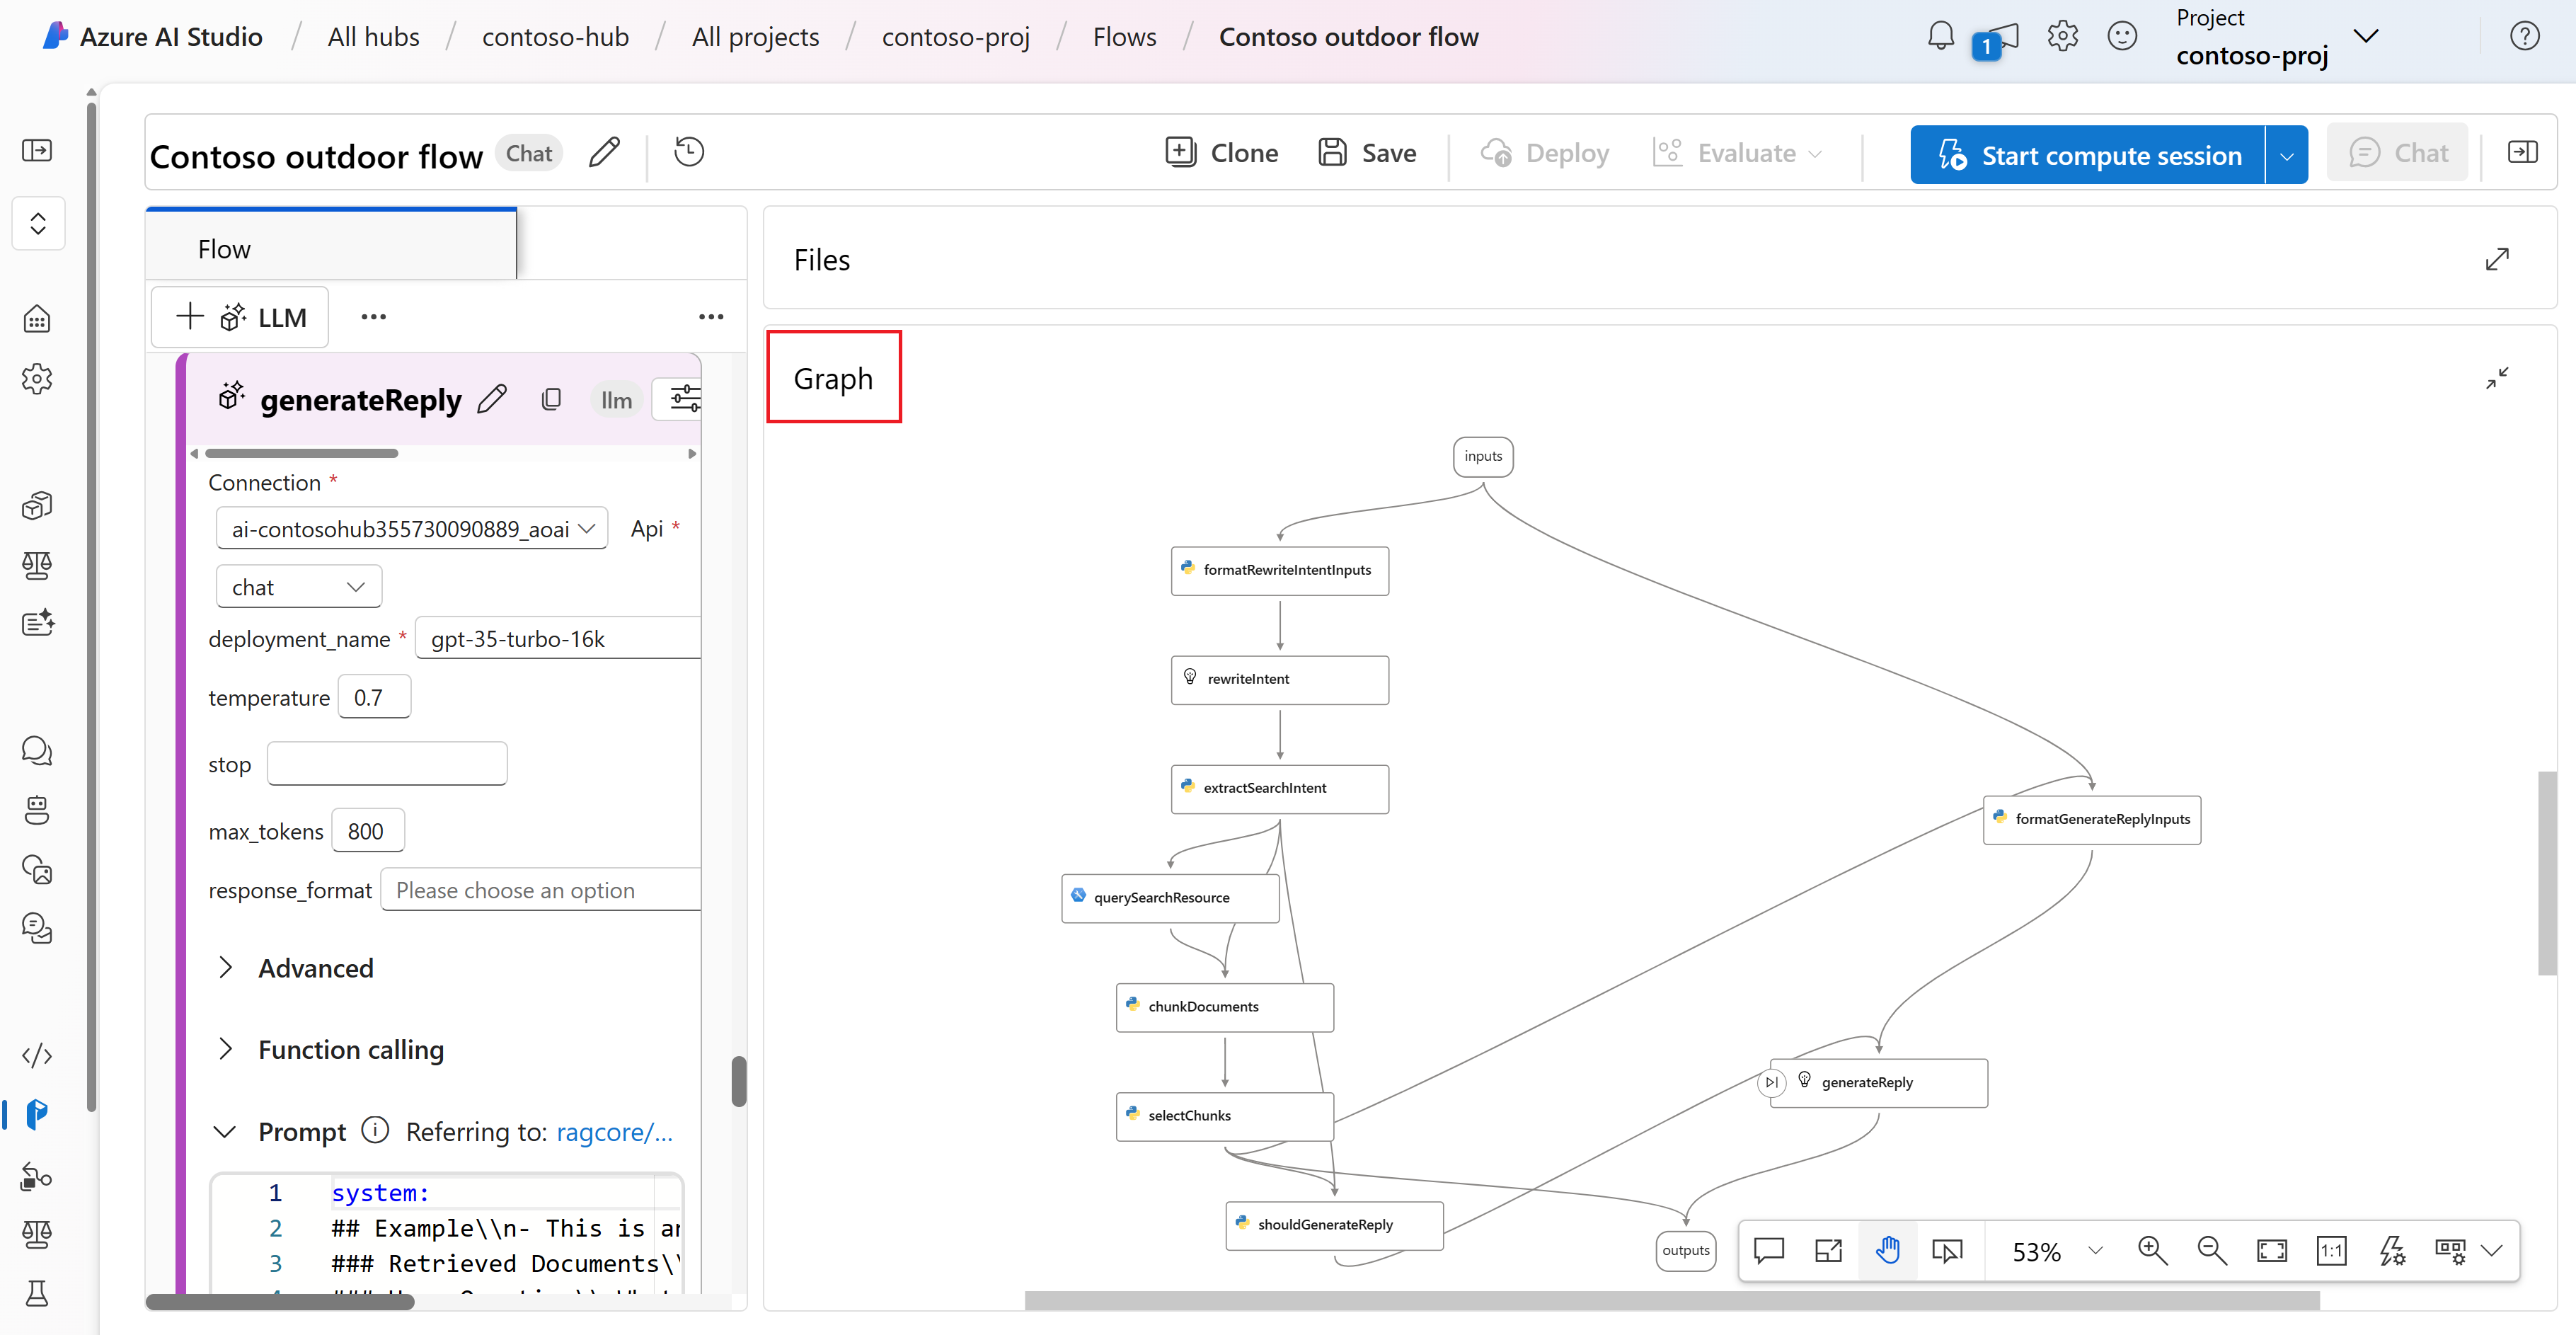 Azure AI Studio / All hubs / contoso-hub / All projects / contoso-proj / Flows / Contoso outdoor flow
1
Project
contoso-proj
Contoso outdoor flow Chat
Clone Save Deploy Evaluate Start compute session Chat
Flow
LLM
generateReply llm
Connection *
ai-contosohub355730090889_aoai Api *
chat
deployment_name * gpt-35-turbo-16k
temperature 0.7
stop
max_tokens 800
response_format Please choose an option
Advanced
Function calling
Prompt Referring to: ragcore/...
1 system:
2 ## Example\\n- This is ar
3 ### Retrieved Documents\\
Files
Graph
inputs
formatRewriteIntentInputs
rewriteIntent
extractSearchIntent
formatGenerateReplyInputs
querySearchResource
chunkDocuments
generateReply
selectChunks
shouldGenerateReply
outputs
53%
1:1